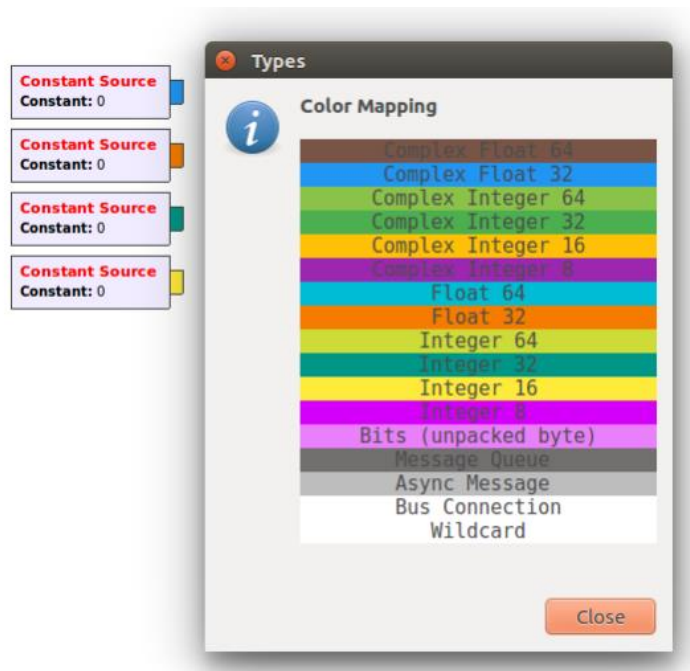 Constant Source
Constant: 0
Constant Source
Constant: 0
Constant Source
Constant: 0
Constant Source
Constant: 0
Types
Color Mapping
Complex Float 64
Complex Float 32
Complex Integer 64
Complex Integer 32
Complex Integer 16
Complex Integer 8
Float 64
Float 32
Integer 64
Integer 32
Integer 16
Integer 8
Bits (unpacked byte)
Message Queue
Async Message
Bus Connection
Wildcard
Close